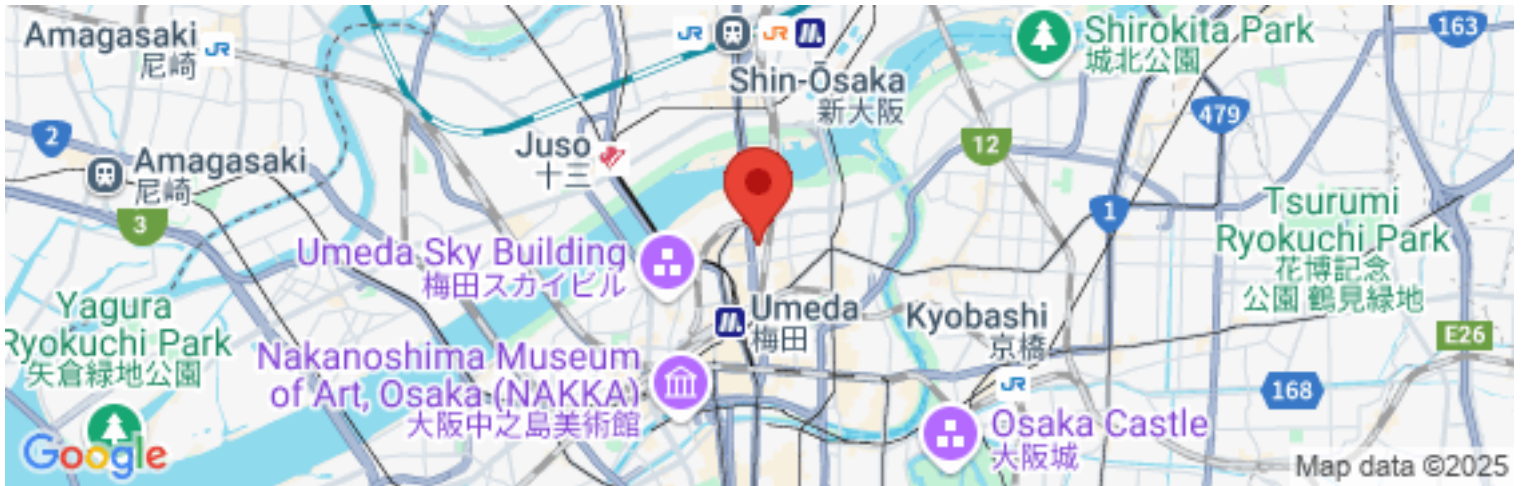 Amagasaki
尼崎
JR
JR
JR
Shin-Ōsaka
新大阪
Shirokita Park
城北公園
163
479
2
Amagasaki
尼崎
Juso
十三
12
3
1
Tsurumi
Ryokuchi Park
花博記念
公園 鶴見緑地
Umeda Sky Building
梅田スカイビル
Yagura
Ryokuchi Park
矢倉緑地公園
Umeda
梅田
Kyobashi
京橋
JR
E26
Nakanoshima Museum
of Art, Osaka (NAKKA)
大阪中之島美術館
168
Osaka Castle
大阪城
Google
Map data ©2025